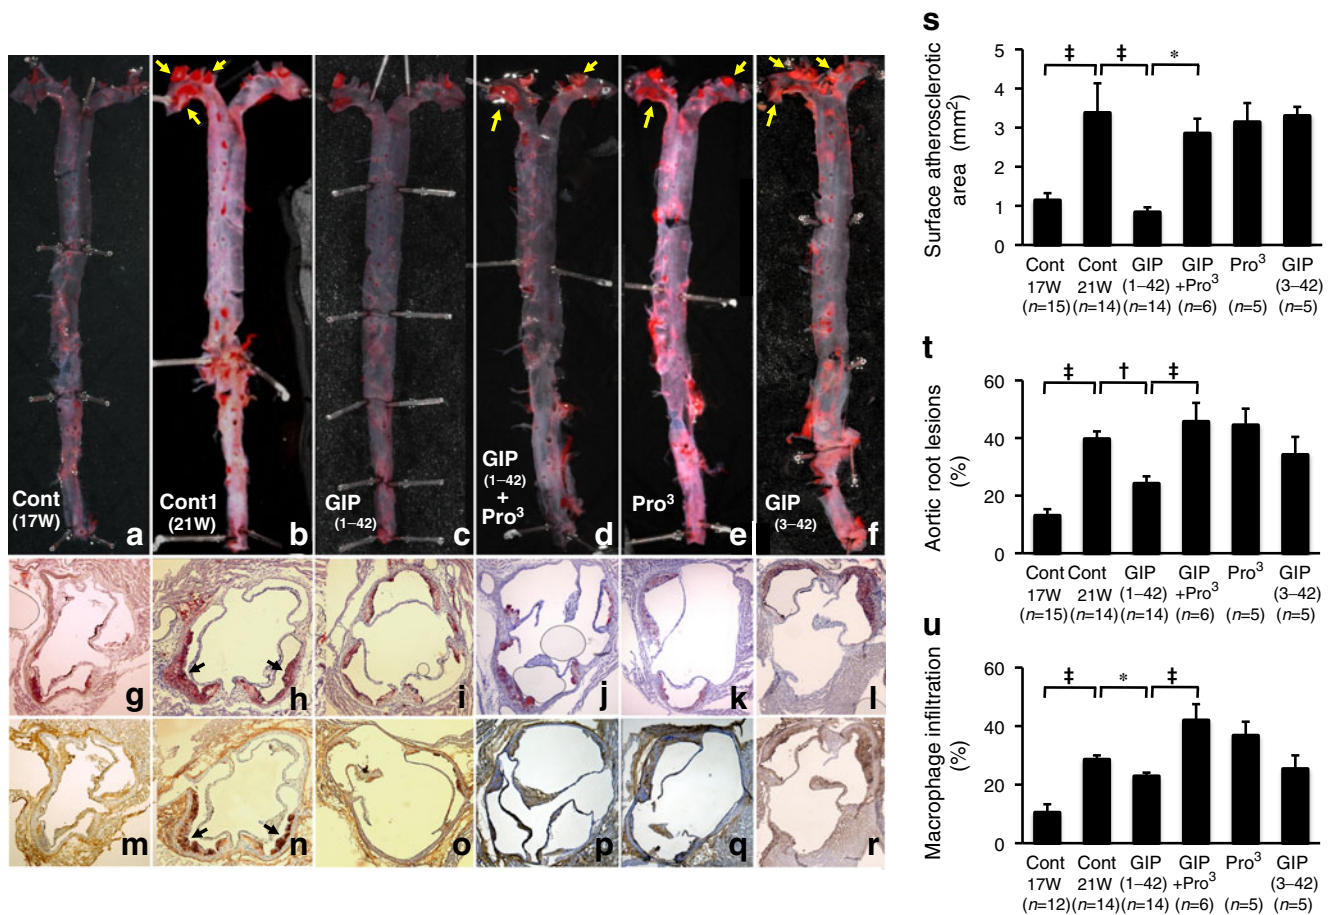 Cont
(17W)
a
Cont1
(21W)
b
GIP
(1–42)
c
GIP
(1–42)
+
Pro³
d
Pro³
e
GIP
(3–42)
f
g
h
i
j
k
l
m
n
o
p
q
r
s
Surface atherosclerotic
area (mm²)
5
4
3
2
1
0
‡ ‡ *
Cont Cont GIP GIP Pro³ GIP
17W 21W (1–42) +Pro³ (3–42)
(n=15) (n=14) (n=14) (n=6) (n=5) (n=5)
t
Aortic root lesions
(%)
60
40
20
0
‡ † ‡
Cont Cont GIP GIP Pro³ GIP
17W 21W (1–42) +Pro³ (3–42)
(n=15) (n=14) (n=14) (n=6) (n=5) (n=5)
u
Macrophage infiltration
(%)
60
40
20
0
‡ * ‡
Cont Cont GIP GIP Pro³ GIP
17W 21W (1–42) +Pro³ (3–42)
(n=12) (n=14) (n=14) (n=6) (n=5) (n=5)